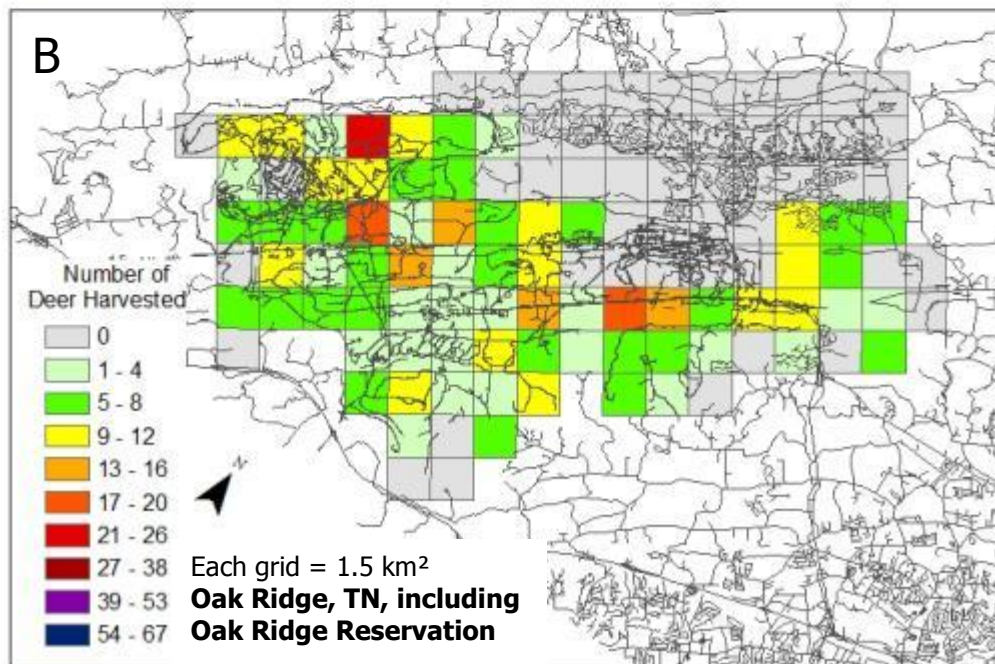 B
Number of
Deer Harvested
0
1 - 4
5 - 8
9 - 12
13 - 16
17 - 20
21 - 26
27 - 38
39 - 53
54 - 67
N
Each grid = 1.5 km²
Oak Ridge, TN, including
Oak Ridge Reservation